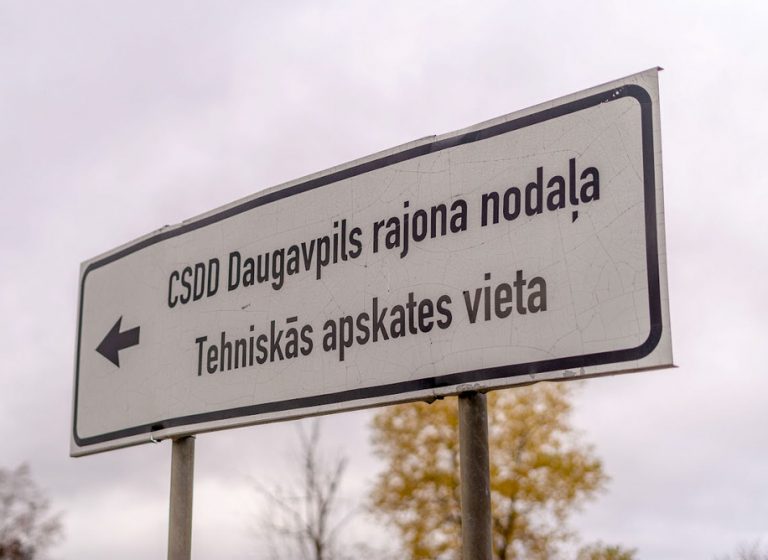 CSDD Daugavpils rajona nodaļa
Tehniskās apskates vieta